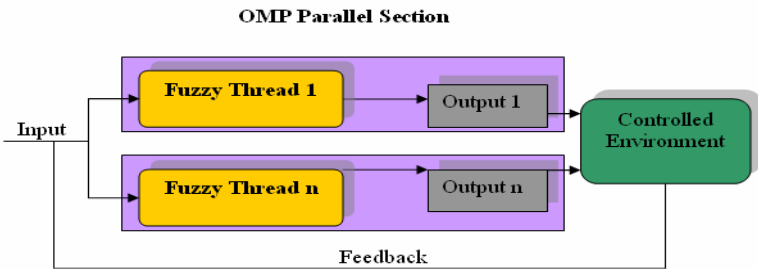 OMP Parallel Section
Fuzzy Thread 1
Output 1
Controlled
Environment
Input
Fuzzy Thread n
Output n
Feedback